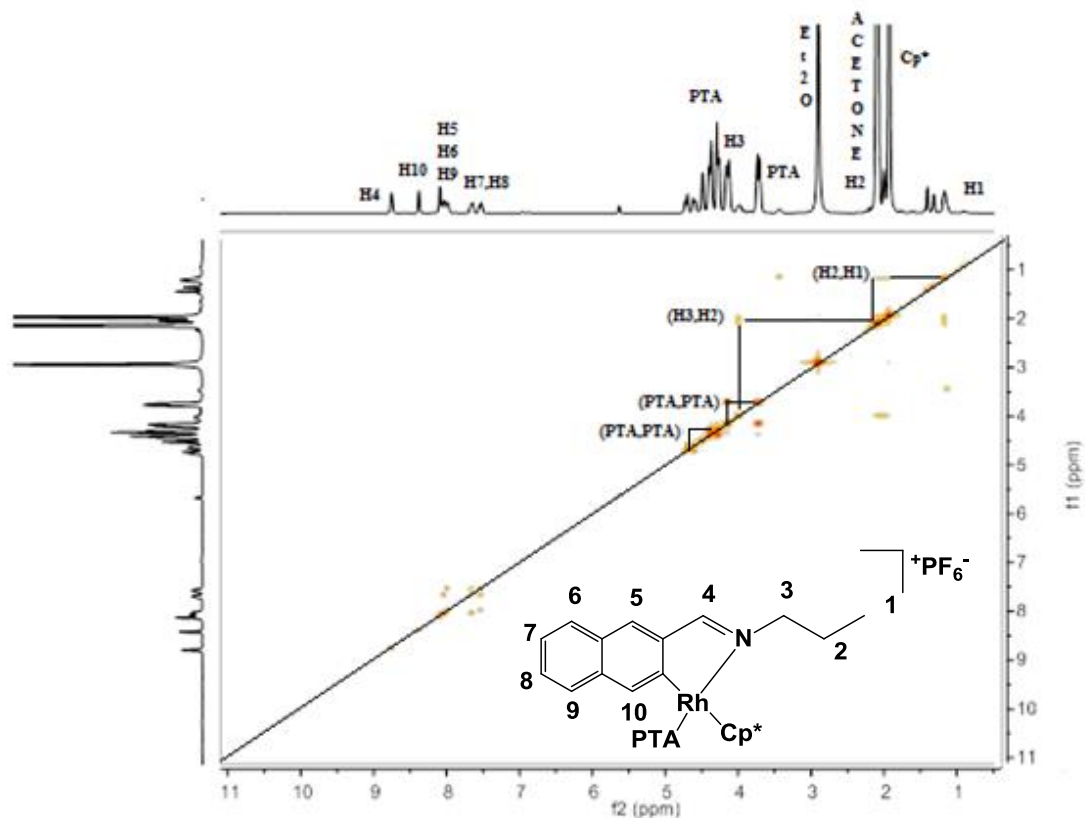 Et2O
ACETONE
Cp*
PTA
H5
H6
H9
H3
H10
H7,H8
PTA
H2
H4
H1
(H2,H1)
(H3,H2)
(PTA,PTA)
(PTA,PTA)
1
2
3
4
5
6
7
8
9
10
11
f1 (ppm)
+PF6-
6
5
4
3
1
7
N
2
8
9
10
Rh
PTA
Cp*
11
10
9
8
7
6
5
4
3
2
1
f2 (ppm)